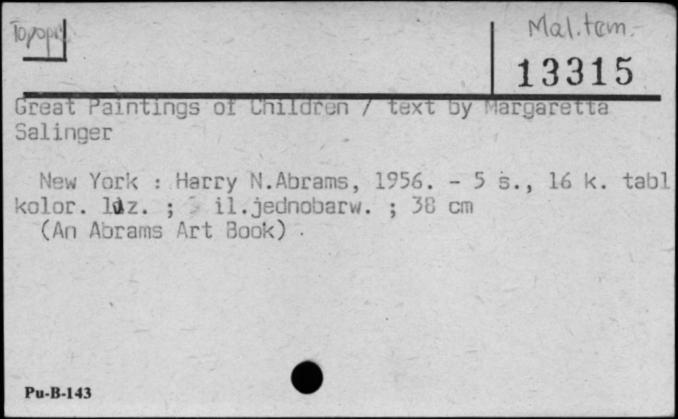 Mal.tem.
13315
Great Paintings of Children / text by Margaretta
Salinger
New York : Harry N.Abrams, 1956. - 5 s., 16 k. tabl
kolor. luz. ; il.jednobarw. ; 38 cm
(An Abrams Art Book) .
Pu-B-143